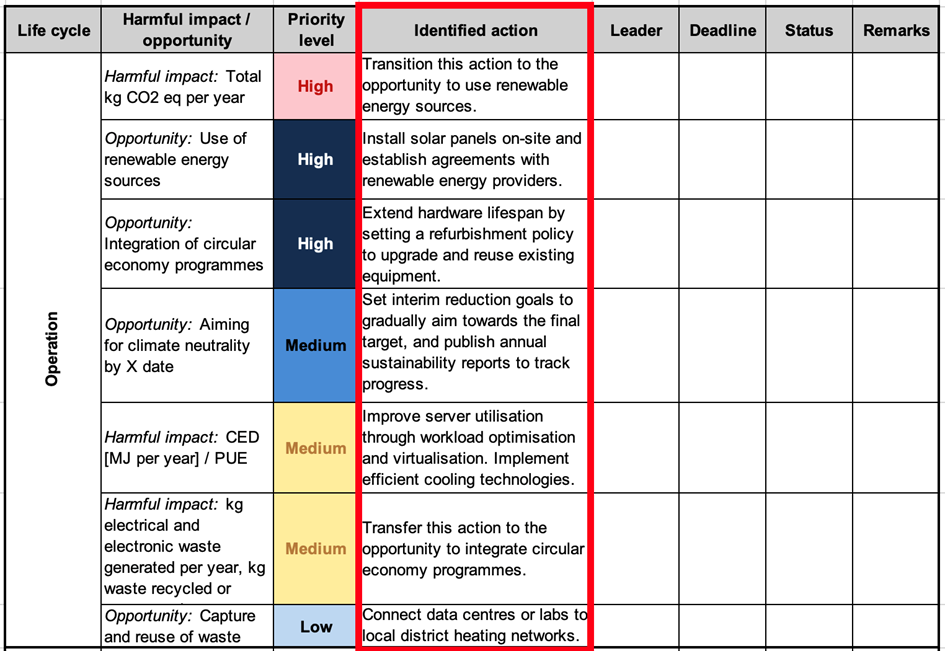 Life cycle
Harmful impact /
opportunity
Priority
level
Identified action
Leader
Deadline
Status
Remarks
Operation
Harmful impact: Total
kg CO2 eq per year
High
Transition this action to the
opportunity to use renewable
energy sources.
Opportunity: Use of
renewable energy
sources
High
Install solar panels on-site and
establish agreements with
renewable energy providers.
Opportunity:
Integration of circular
economy programmes
High
Extend hardware lifespan by
setting a refurbishment policy
to upgrade and reuse existing
equipment.
Opportunity: Aiming
for climate neutrality
by X date
Medium
Set interim reduction goals to
gradually aim towards the final
target, and publish annual
sustainability reports to track
progress.
Harmful impact: CED
[MJ per year] / PUE
Medium
Improve server utilisation
through workload optimisation
and virtualisation. Implement
efficient cooling technologies.
Harmful impact: kg
electrical and
electronic waste
generated per year, kg
waste recycled or
Medium
Transfer this action to the
opportunity to integrate circular
economy programmes.
Opportunity: Capture
and reuse of waste
Low
Connect data centres or labs to
local district heating networks.